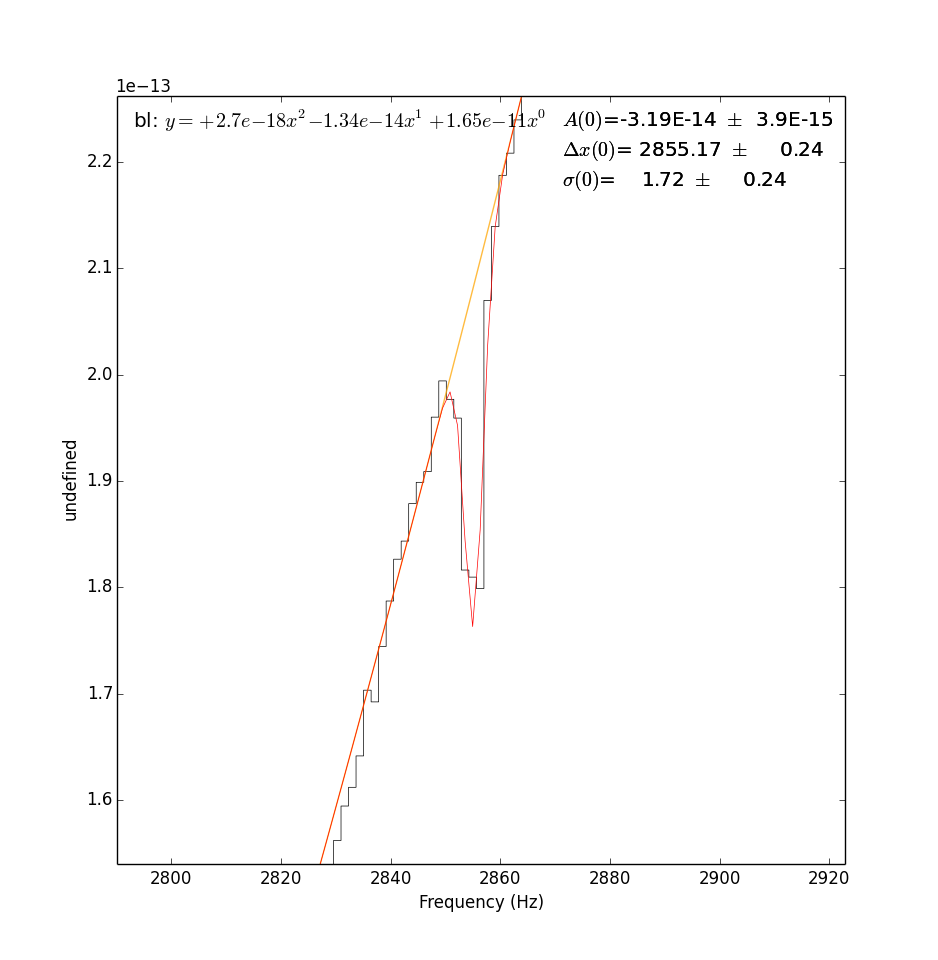 1e−13
bl: y = +2.7e−18x² −1.34e−14x¹ +1.65e−11x⁰
A(0)=-3.19E-14 ± 3.9E-15
Δx(0)= 2855.17 ± 0.24
σ(0)= 1.72 ± 0.24
2.2
2.1
2.0
1.9
1.8
1.7
1.6
undefined
2800 2820 2840 2860 2880 2900 2920
Frequency (Hz)